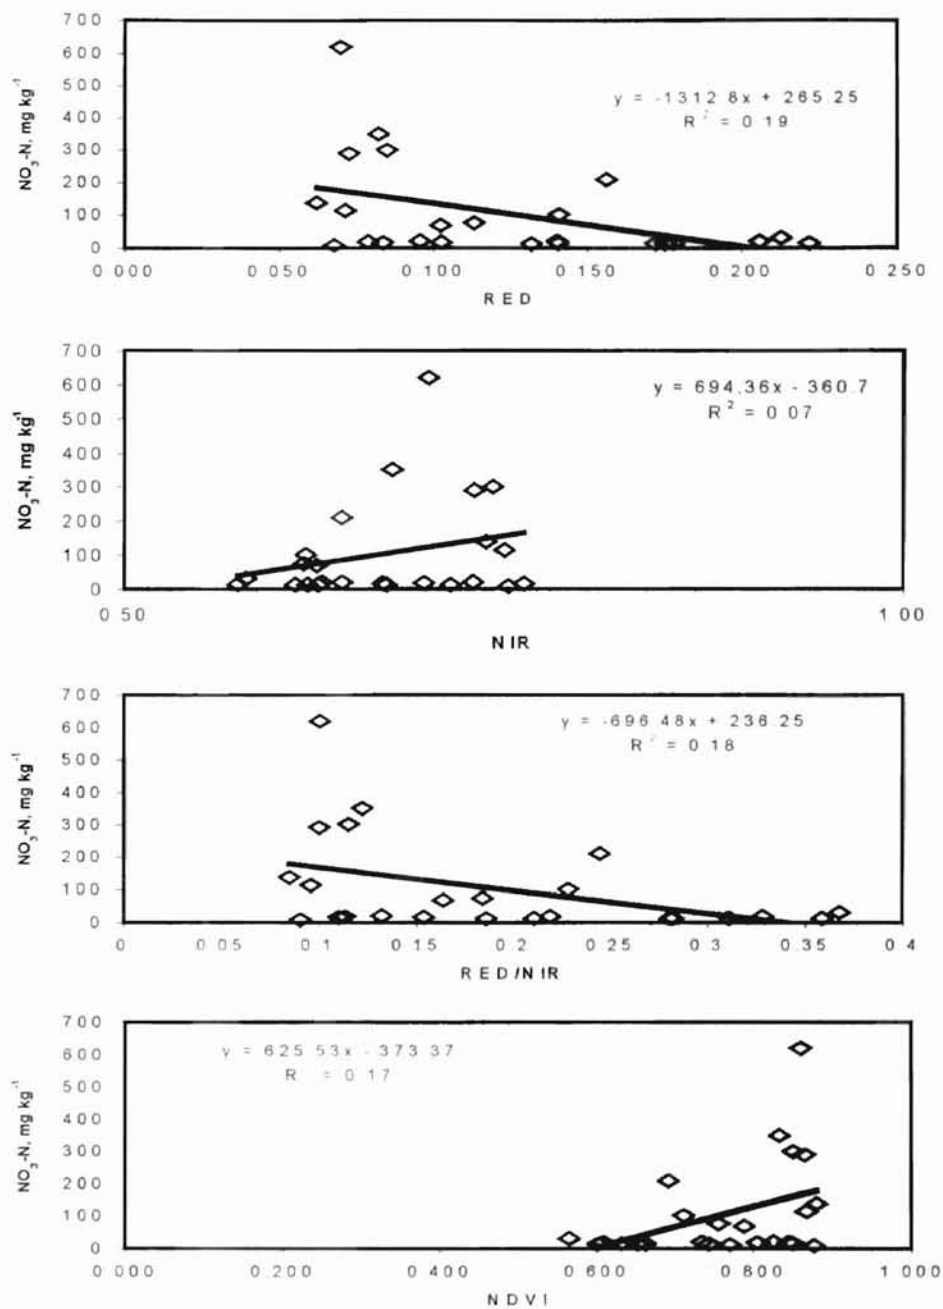 700
600
500
400
300
200
100
0
NO3-N, mg kg-1
y = -1312 8x + 265.25
R2 = 0 19
0 000 0 050 0 100 0 150 0 200 0 250
RED
700
600
500
400
300
200
100
0
NO3-N, mg kg-1
y = 694.36x - 360.7
R2 = 0 07
0 50 1 00
NIR
700
600
500
400
300
200
100
0
NO3-N, mg kg-1
y = -696 48x + 236.25
R2 = 0 18
0 0 05 0 1 0 15 0 2 0 25 0 3 0 35 0 4
RED/NIR
700
600
500
400
300
200
100
0
NO3-N, mg kg-1
y = 625 53x - 373 37
R = 0 17
0 000 0 200 0 400 0 600 0 800 1 000
NDVI